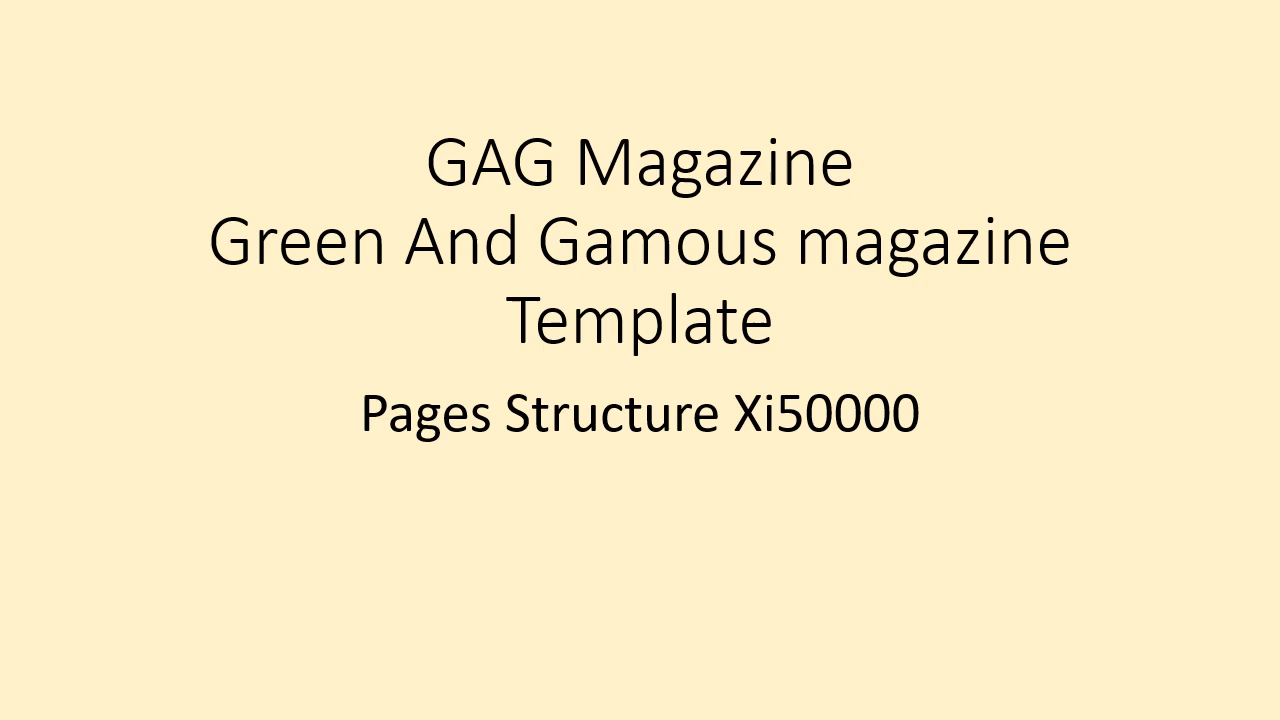 GAG Magazine
Green And Gamous magazine
Template
Pages Structure Xi50000